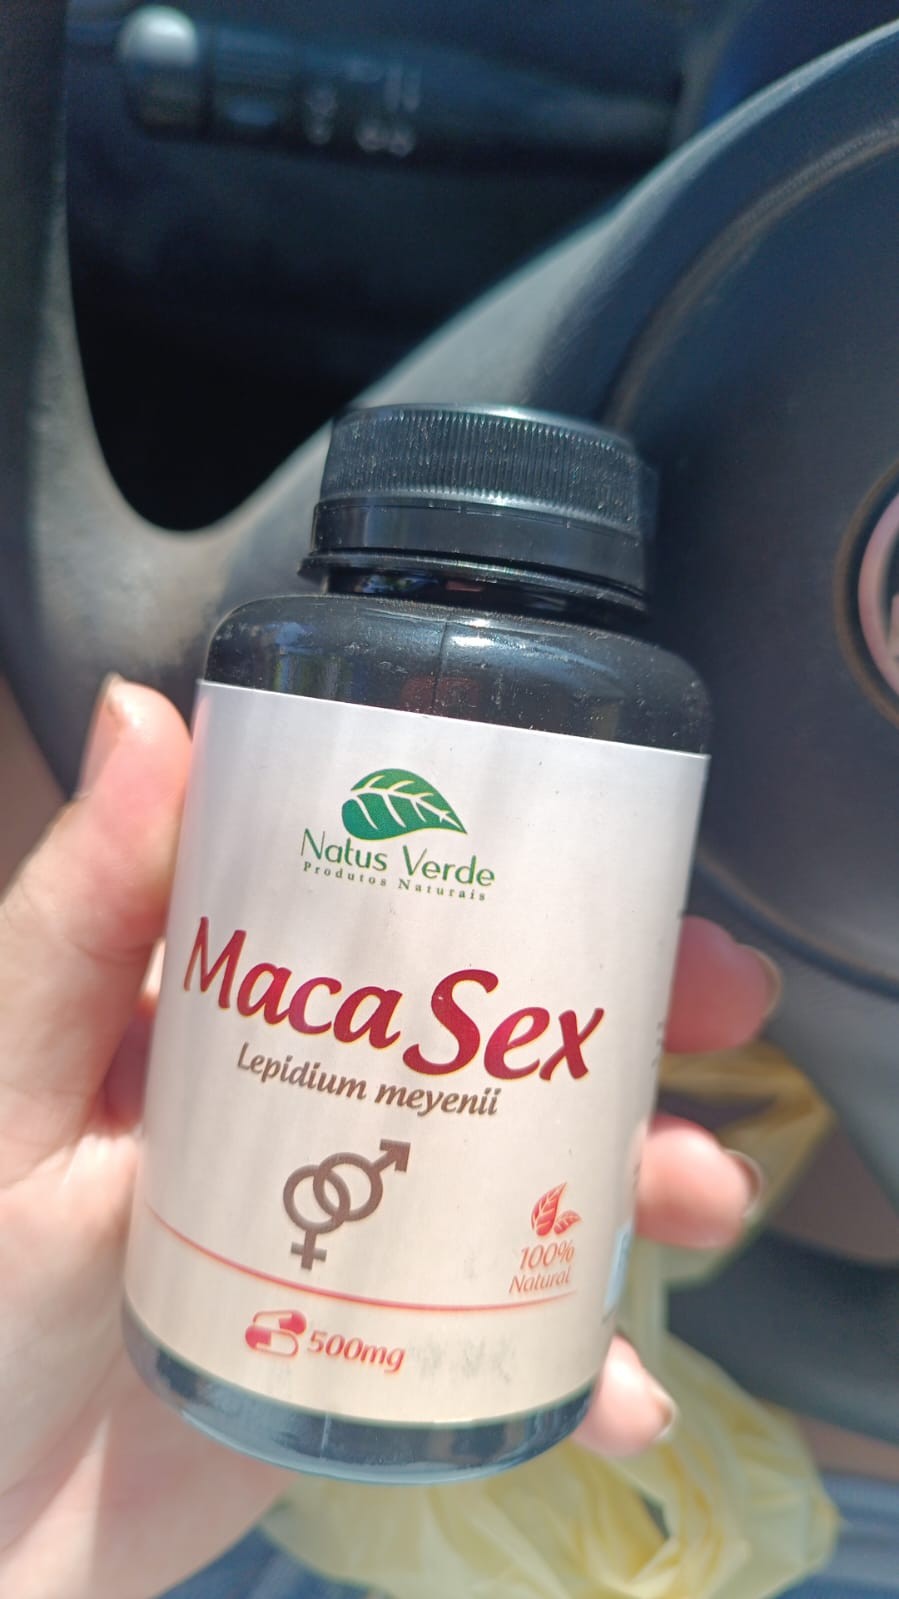 Natus Verde
Produtos Naturais
Maca Sex
Lepidium meyenii
100%
Natural
500mg